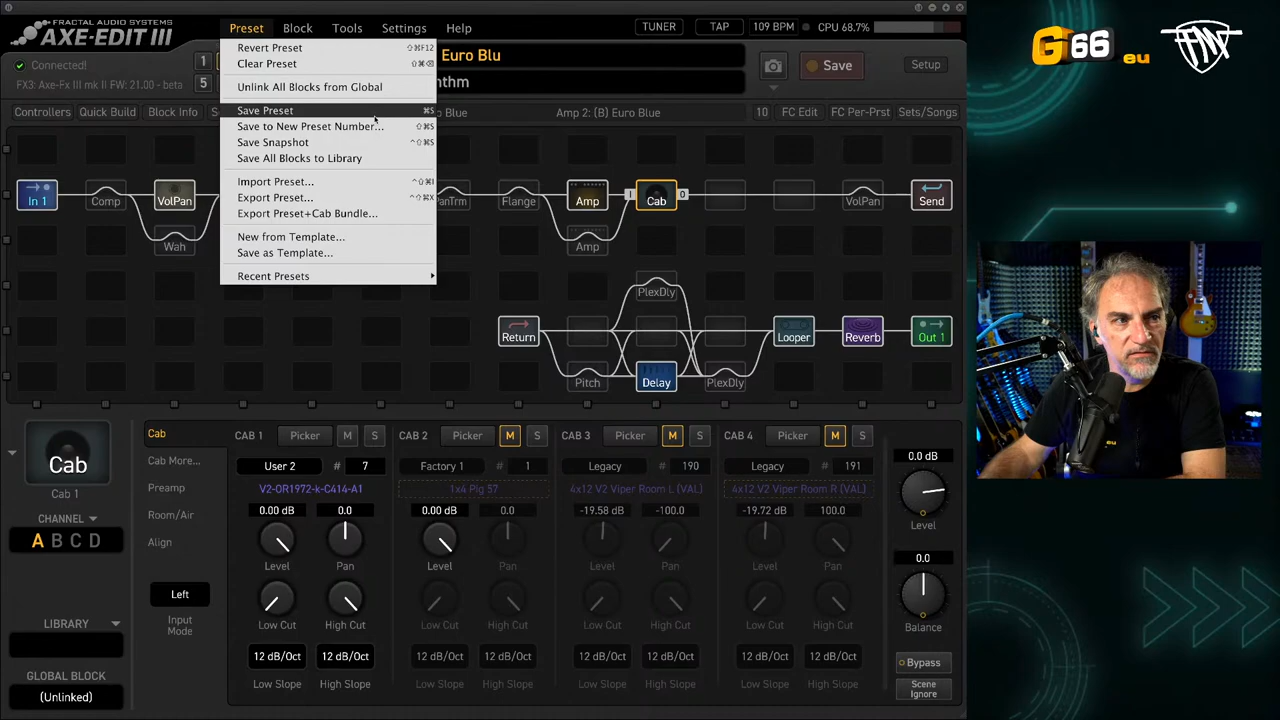 FRACTAL AUDIO SYSTEMS
AXE-EDIT III
Preset Block Tools Settings Help
TUNER TAP 109 BPM CPU 68.7%
G66 eu
Connected!
FX3: Axe-Fx III mk II FW: 21.00 - beta
1
5
Euro Blu
Save
Setup
Controllers Quick Build Block Info
Blue Amp 2: (B) Euro Blue 10 FC Edit FC Per-Prst Sets/Songs
Revert Preset ⇧⌘F12
Clear Preset ⇧⌘⌫
Unlink All Blocks from Global
Save Preset ⌘S
Save to New Preset Number... ⇧⌘S
Save Snapshot ^⇧⌘S
Save All Blocks to Library
Import Preset... ^⇧⌘I
Export Preset... ^⇧⌘X
Export Preset+Cab Bundle...
New from Template...
Save as Template...
Recent Presets
In 1 Comp VolPan Flange Amp I Cab O VolPan Send
Wah Amp
PlexDly
Return Looper Reverb Out 1
Pitch Delay PlexDly
Cab
Cab 1
CHANNEL
A B C D
LIBRARY
GLOBAL BLOCK
(Unlinked)
Cab
Cab More...
Preamp
Room/Air
Align
Left
Input
Mode
CAB 1 Picker M S CAB 2 Picker M S CAB 3 Picker M S CAB 4 Picker M S
User 2 # 7 Factory 1 # 1 Legacy # 190 Legacy # 191
V2-OR1972-k-C414-A1 1x4 Pig 57 4x12 V2 Viper Room L (VAL) 4x12 V2 Viper Room R (VAL)
0.00 dB 0.0 0.00 dB 0.0 -19.58 dB -100.0 -19.72 dB 100.0
Level Pan Level Pan Level Pan Level Pan
Low Cut High Cut Low Cut High Cut Low Cut High Cut Low Cut High Cut
12 dB/Oct 12 dB/Oct 12 dB/Oct 12 dB/Oct 12 dB/Oct 12 dB/Oct 12 dB/Oct 12 dB/Oct
Low Slope High Slope Low Slope High Slope Low Slope High Slope Low Slope High Slope
0.0 dB
Level
0.0
Balance
Bypass
Scene
Ignore